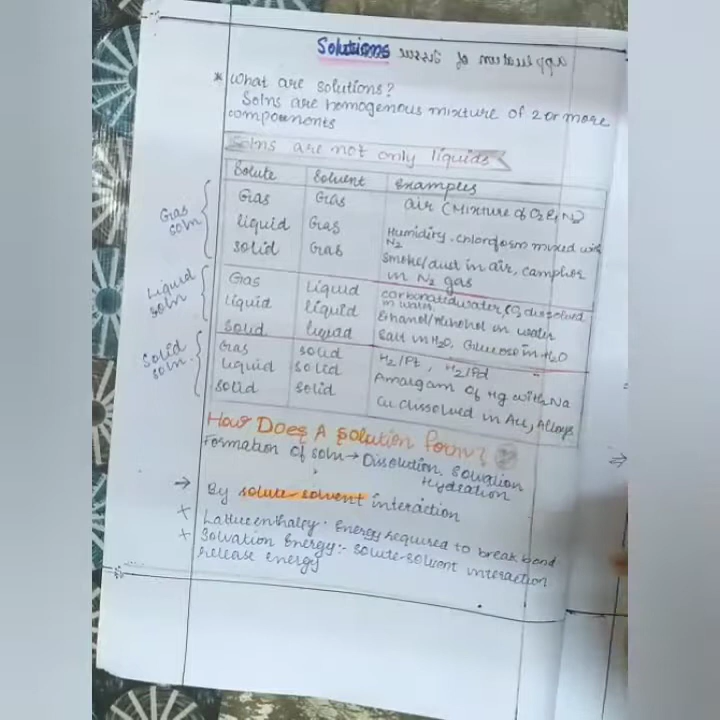 Solutions
* What are solutions?
Solns are homogenous mixture of 2 or more
components
Solns are not only liquids
Solute Solvent Examples
Gas soln
Gas Gas air (Mixture of O2 & N2)
liquid Gas Humidity, chloroform mixed with N2
solid Gas Smoke/dust in air, camphor in N2 gas
Liquid soln
Gas Liquid carbonated water, CO2 dissolved in water
liquid liquid Ethanol/Methanol in water
solid liquid Salt in H2O, Glucose in H2O
Solid soln
Gas solid H2/Pt, H2/Pd
liquid solid Amalgam of Hg with Na
solid solid Cu dissolved in Au, Alloys
How Does A Solution form?
Formation of soln → Dissolution, Solvation
Hydration
→ By solute-solvent interaction
+ Lattice enthalpy. Energy required to break bond
+ Solvation Energy:- solute-solvent interaction
release energy